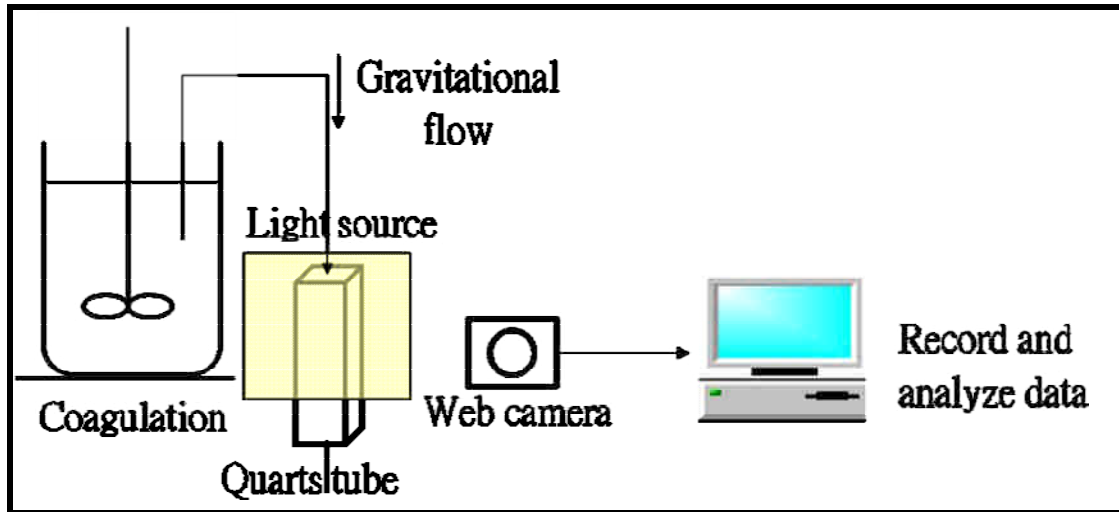 Gravitational
flow
Light source
Coagulation
Quarts tube
Web camera
Record and
analyze data